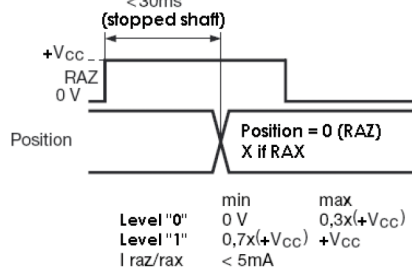 <30ms
(stopped shaft)
+VCC
RAZ
0 V
Position
Position = 0 (RAZ)
X if RAX
min max
Level "0" 0 V 0,3x(+VCC)
Level "1" 0,7x(+VCC) +VCC
I raz/rax < 5mA